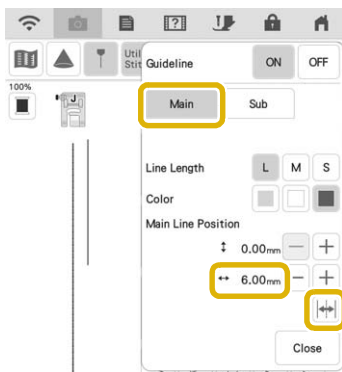 Util
Stit
Guideline ON OFF
100%
J
Main Sub
Line Length L M S
Color
Main Line Position
↕ 0.00mm − +
↔ 6.00mm − +
Close